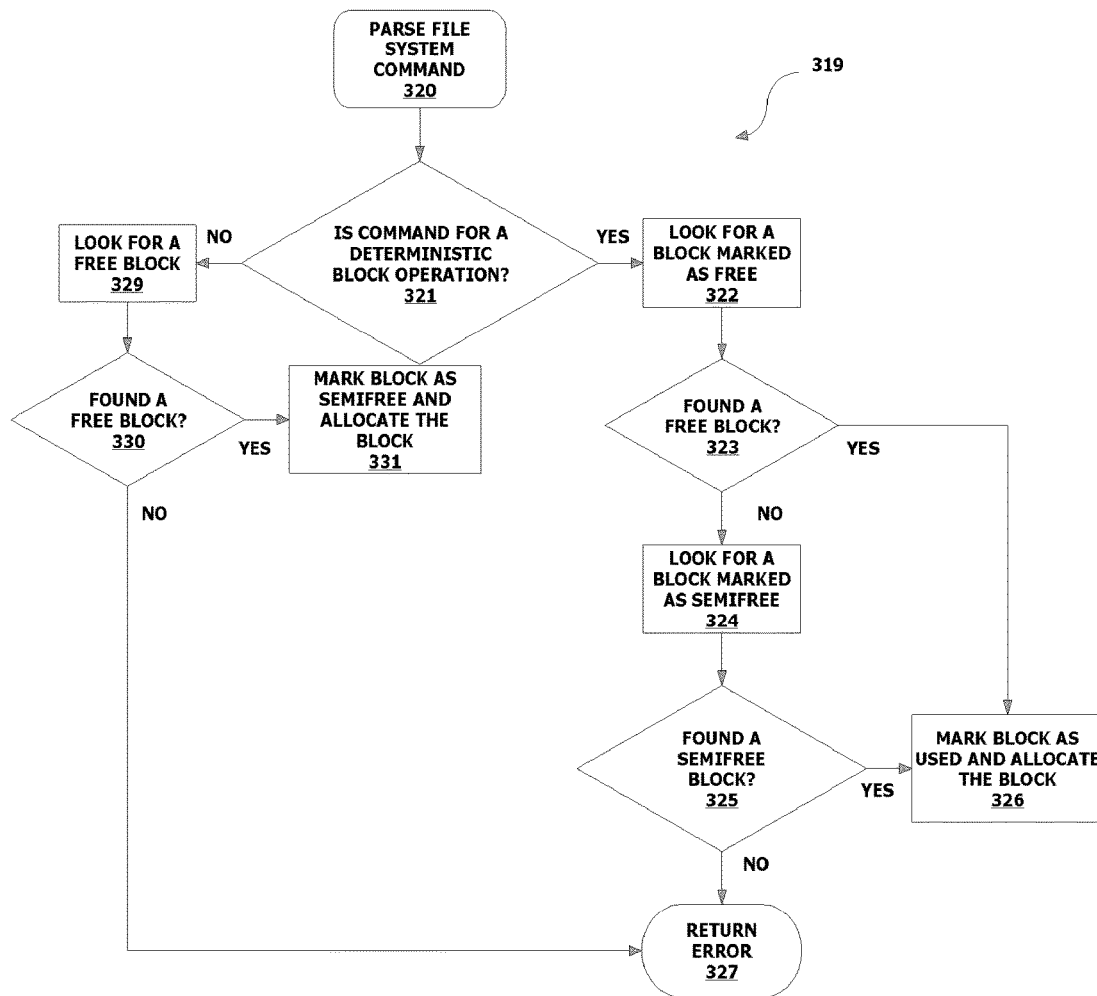 PARSE FILE
SYSTEM
COMMAND
320
319
IS COMMAND FOR A
DETERMINISTIC
BLOCK OPERATION?
321
NO
YES
LOOK FOR A
FREE BLOCK
329
LOOK FOR A
BLOCK MARKED
AS FREE
322
FOUND A
FREE BLOCK?
330
YES
NO
MARK BLOCK AS
SEMIFREE AND
ALLOCATE THE
BLOCK
331
FOUND A
FREE BLOCK?
323
YES
NO
LOOK FOR A
BLOCK MARKED
AS SEMIFREE
324
FOUND A
SEMIFREE
BLOCK?
325
YES
NO
MARK BLOCK AS
USED AND ALLOCATE
THE BLOCK
326
RETURN
ERROR
327